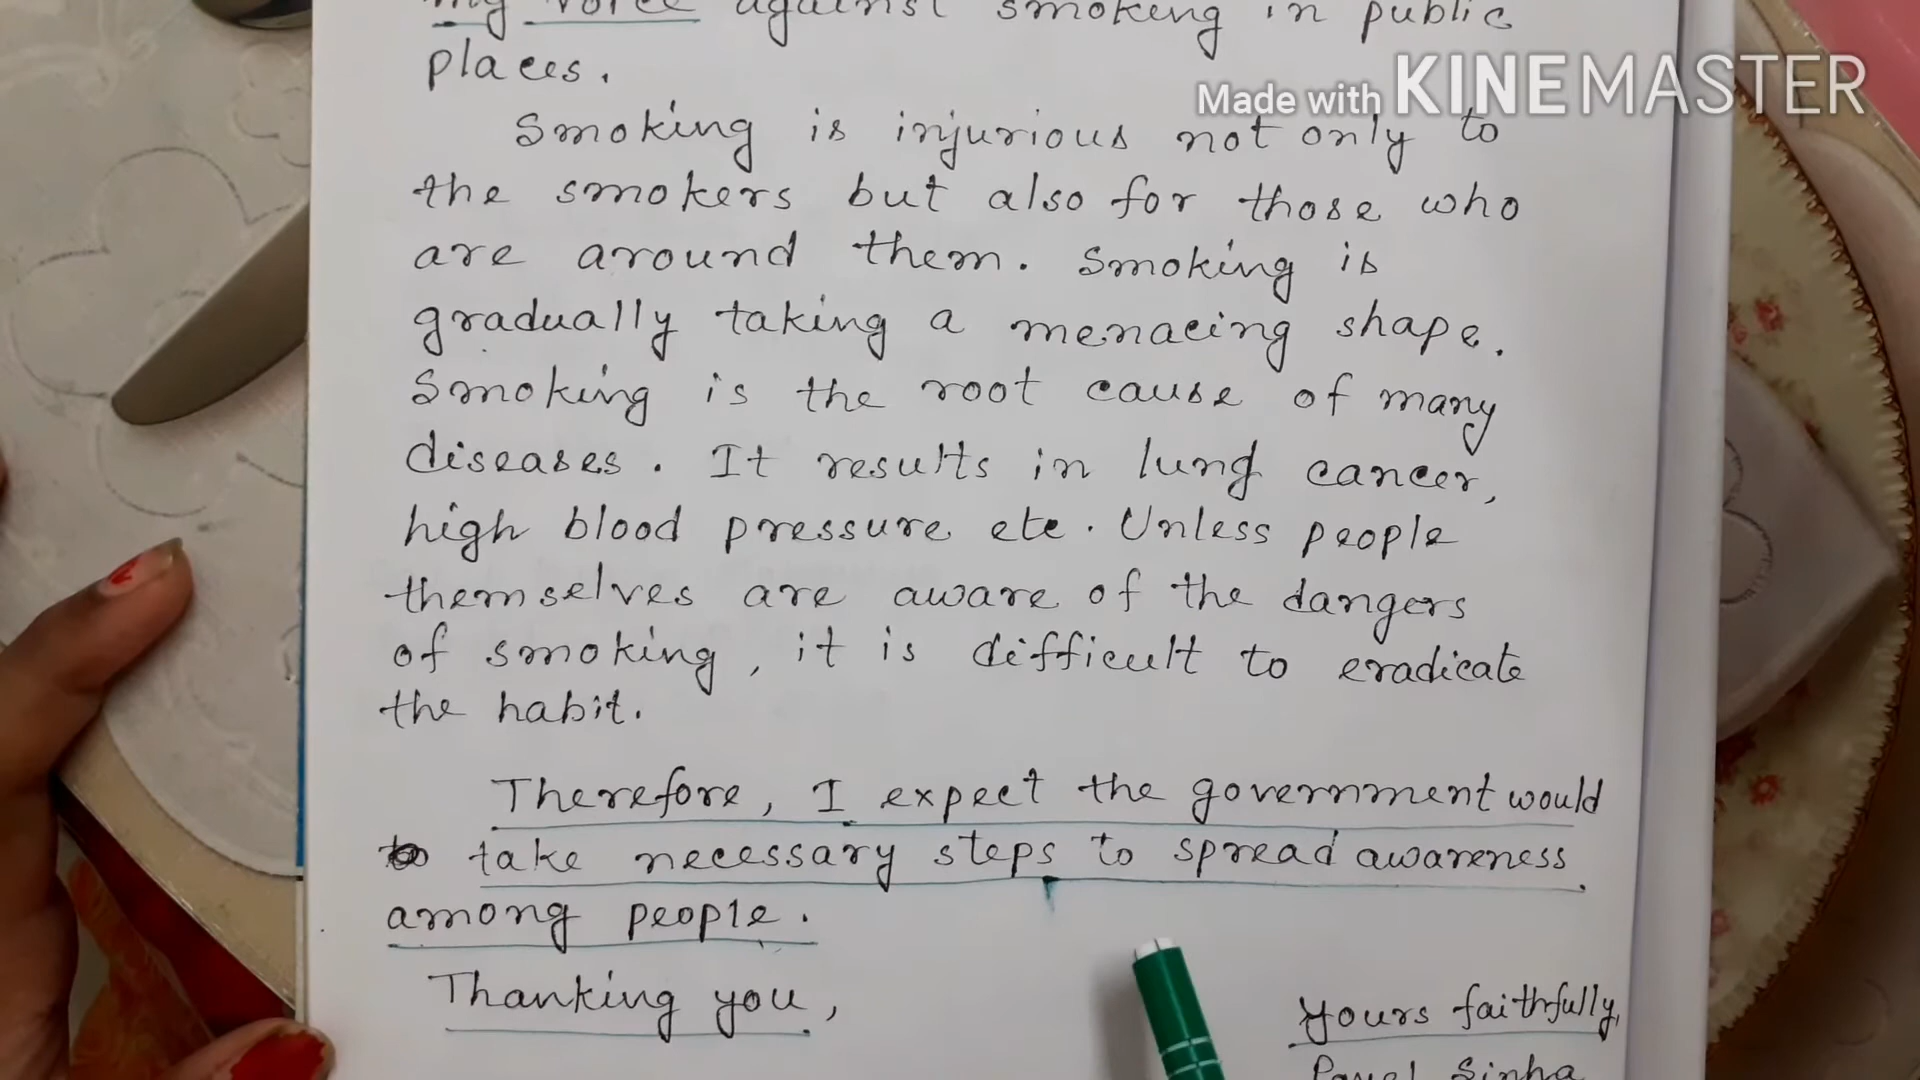 my voice against smoking in public
places.
Made with KINEMASTER
Smoking is injurious not only to
the smokers but also for those who
are around them. Smoking is
gradually taking a menacing shape.
Smoking is the root cause of many
diseases. It results in lung cancer,
high blood pressure etc. Unless people
themselves are aware of the dangers
of smoking, it is difficult to eradicate
the habit.
Therefore, I expect the government would
take necessary steps to spread awareness
among people.
Thanking you,
Yours faithfully,
Sinha